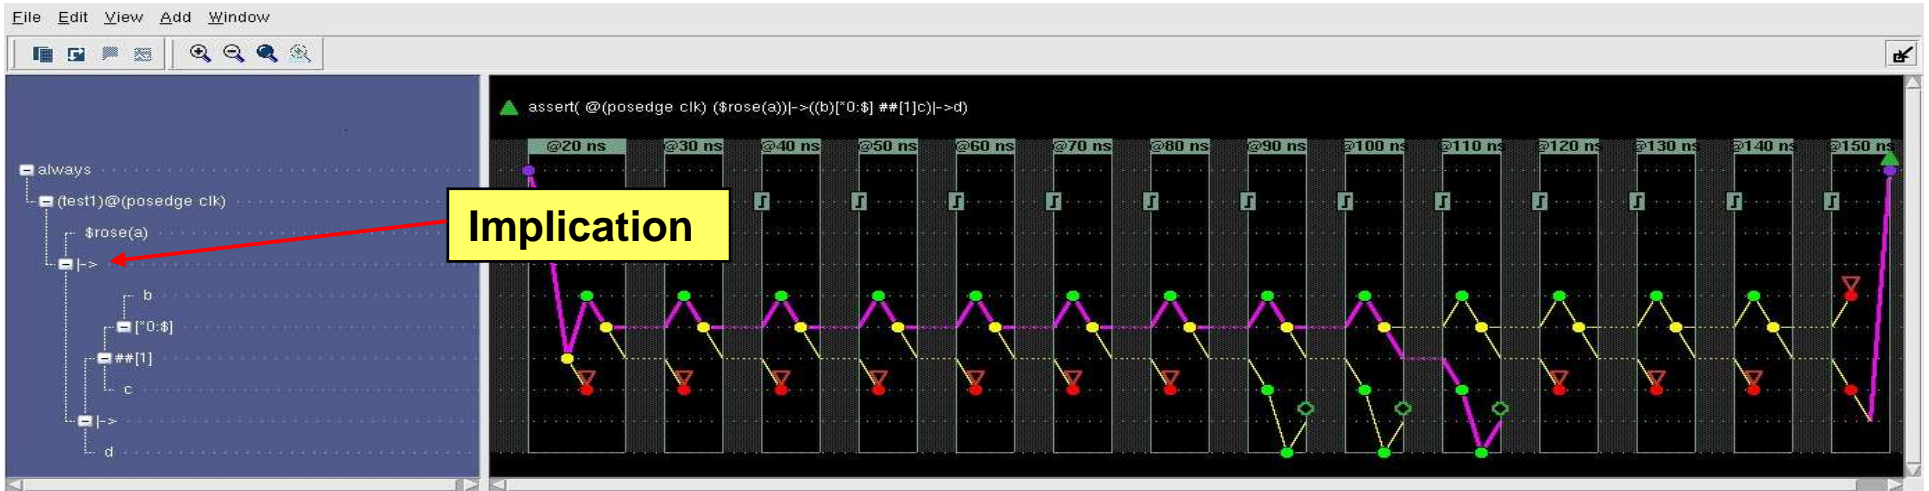 File Edit View Add Window
assert( @(posedge clk) ($rose(a))|->((b)[*0:$] ##[1]c)|->d)
@20 ns @30 ns @40 ns @50 ns @60 ns @70 ns @80 ns @90 ns @100 ns @110 ns @120 ns @130 ns @140 ns @150 ns
always
(test1)@(posedge clk)
$rose(a)
Implication
|->
b
[*0:$]
##[1]
c
|->
d